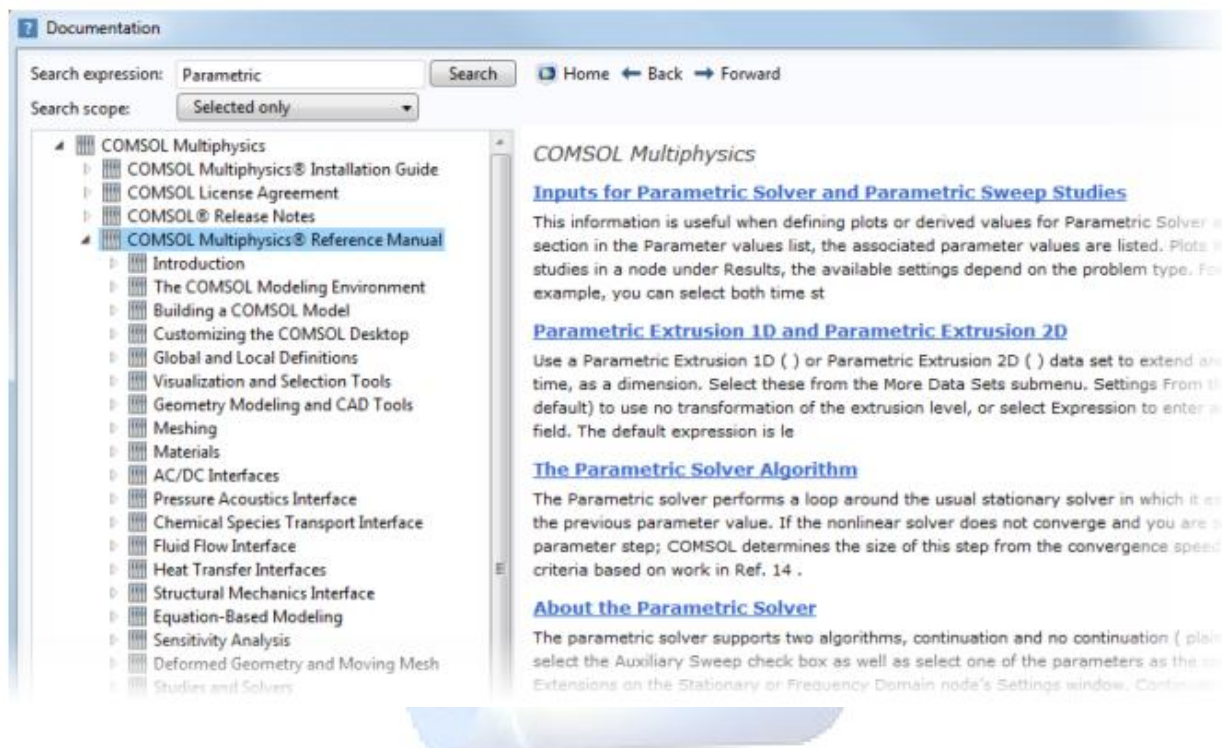 Documentation
Search expression: Parametric Search Home Back Forward
Search scope: Selected only
COMSOL Multiphysics
COMSOL Multiphysics® Installation Guide
COMSOL License Agreement
COMSOL® Release Notes
COMSOL Multiphysics® Reference Manual
Introduction
The COMSOL Modeling Environment
Building a COMSOL Model
Customizing the COMSOL Desktop
Global and Local Definitions
Visualization and Selection Tools
Geometry Modeling and CAD Tools
Meshing
Materials
AC/DC Interfaces
Pressure Acoustics Interface
Chemical Species Transport Interface
Fluid Flow Interface
Heat Transfer Interfaces
Structural Mechanics Interface
Equation-Based Modeling
Sensitivity Analysis
Deformed Geometry and Moving Mesh
Studies and Solvers
COMSOL Multiphysics
Inputs for Parametric Solver and Parametric Sweep Studies
This information is useful when defining plots or derived values for Parametric Solver
section in the Parameter values list, the associated parameter values are listed. Plots
studies in a node under Results, the available settings depend on the problem type. For
example, you can select both time st
Parametric Extrusion 1D and Parametric Extrusion 2D
Use a Parametric Extrusion 1D ( ) or Parametric Extrusion 2D ( ) data set to extend
time, as a dimension. Select these from the More Data Sets submenu. Settings From
default) to use no transformation of the extrusion level, or select Expression to enter
field. The default expression is le
The Parametric Solver Algorithm
The Parametric solver performs a loop around the usual stationary solver in which it
the previous parameter value. If the nonlinear solver does not converge and you are
parameter step; COMSOL determines the size of this step from the convergence speed
criteria based on work in Ref. 14 .
About the Parametric Solver
The parametric solver supports two algorithms, continuation and no continuation ( plain
select the Auxiliary Sweep check box as well as select one of the parameters as the
Extensions on the Stationary or Frequency Domain node's Settings window.